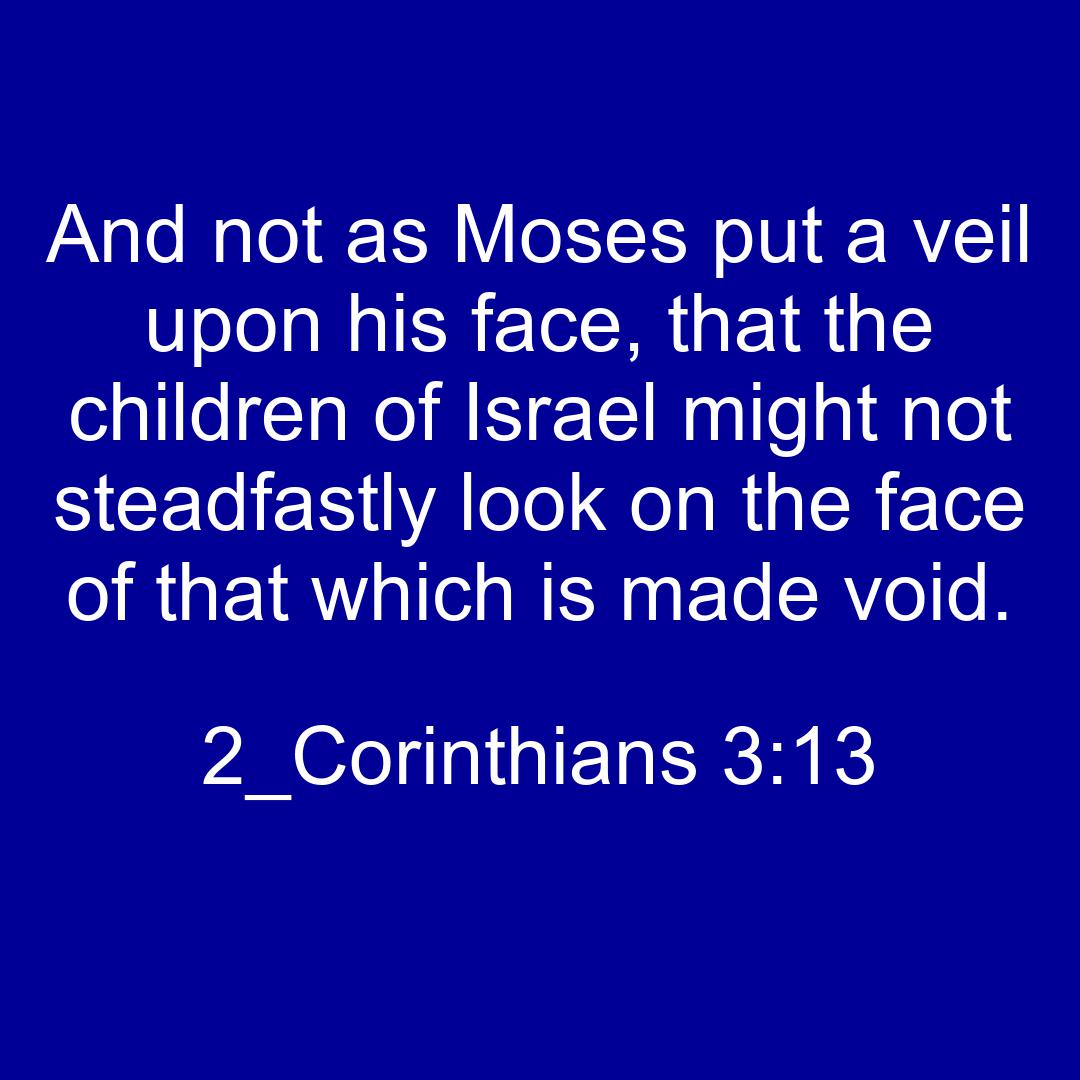 And not as Moses put a veil
upon his face, that the
children of Israel might not
steadfastly look on the face
of that which is made void.
2_Corinthians 3:13